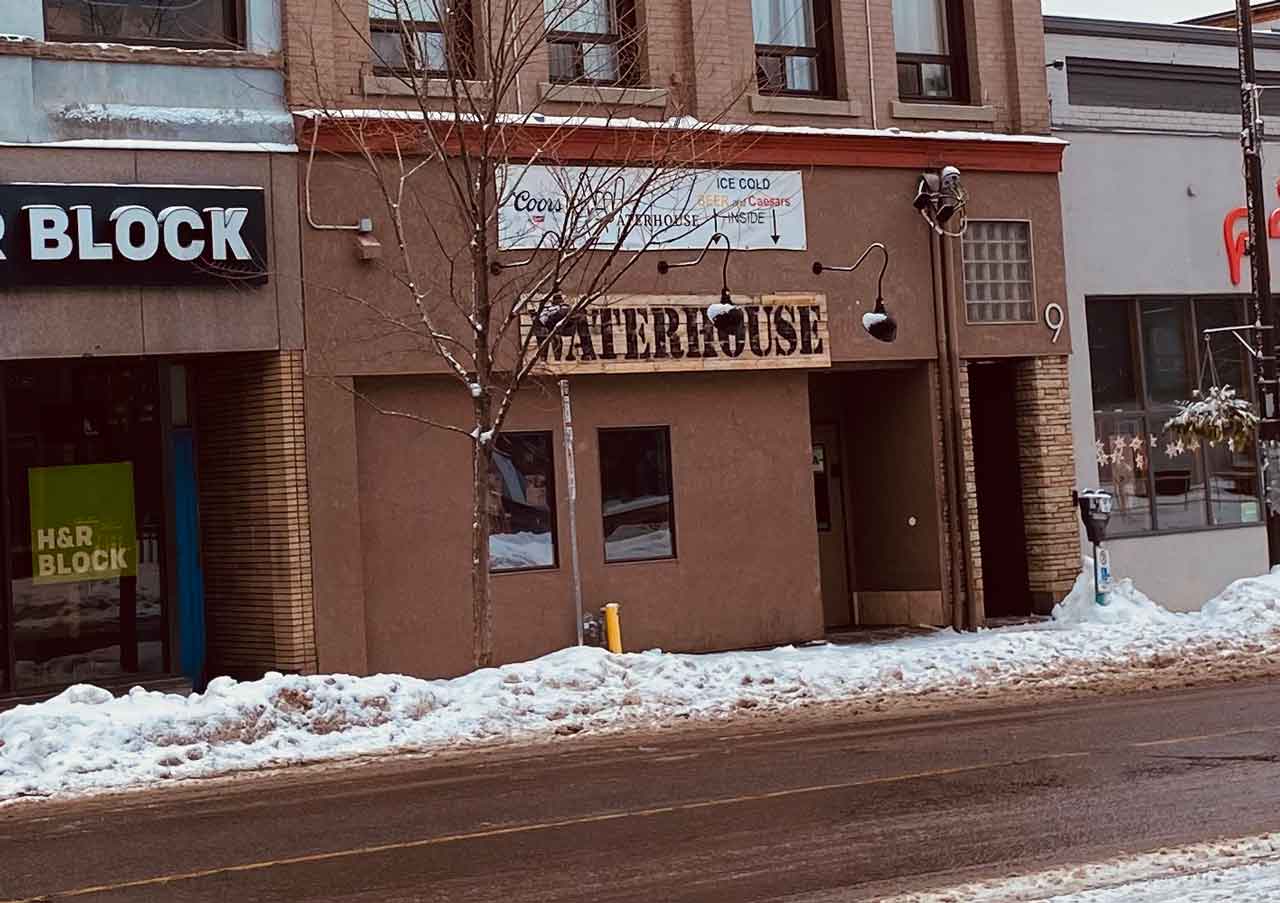 R BLOCK
Coors
WATERHOUSE
ICE COLD
BEER and Caesars
INSIDE
WATERHOUSE
9
H&R
BLOCK